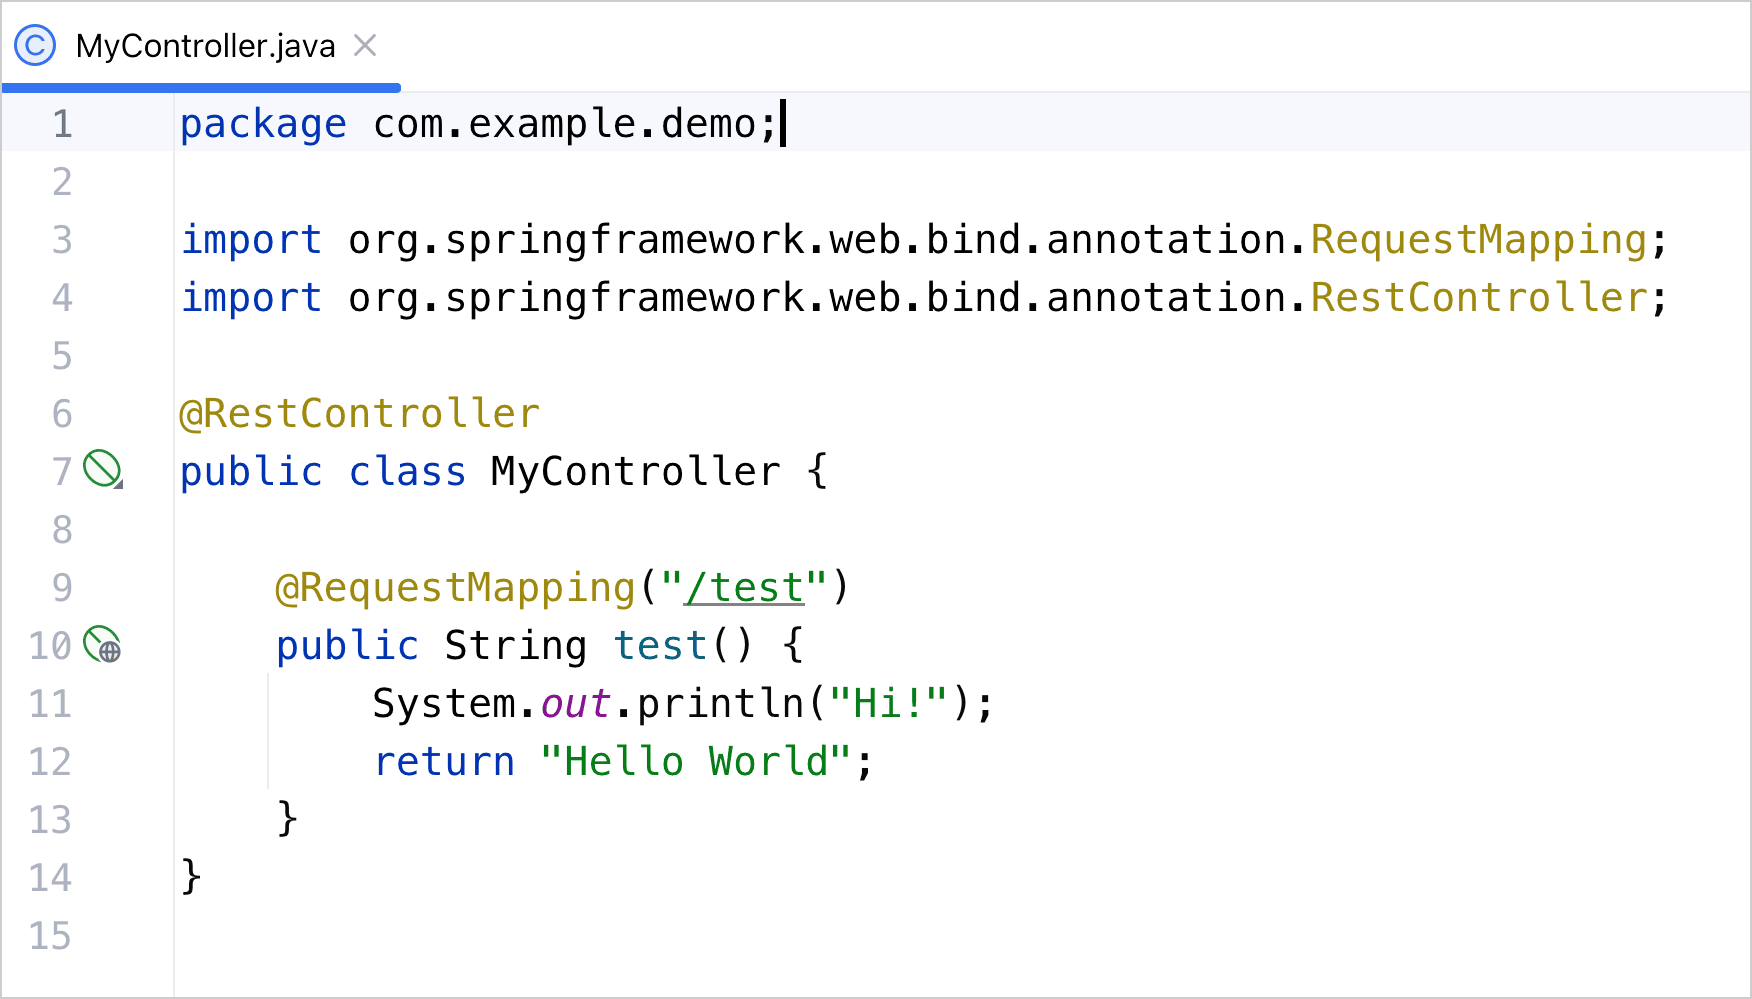 MyController.java
1 package com.example.demo;
2
3 import org.springframework.web.bind.annotation.RequestMapping;
4 import org.springframework.web.bind.annotation.RestController;
5
6 @RestController
7 public class MyController {
8
9     @RequestMapping("/test")
10     public String test() {
11         System.out.println("Hi!");
12         return "Hello World";
13     }
14 }
15